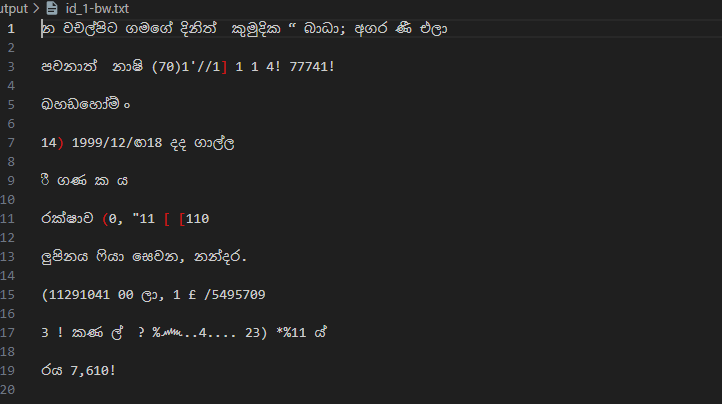 utput > id_1-bw.txt
1 න වචල්පිට ගමගේ දිනිත් කුමුදික “ බාධා; අගර ණී එලා
2
3 පවනාත් නාෂි (70)1'//1] 1 1 4! 77741!
4
5 ඛහඩහෝම් ං
6
7 14) 1999/12/ඟ18 දද ගාල්ල
8
9 ී ගණ ක ය
10
11 රක්ෂාව (0, "11 [ [110
12
13 ලුපිනය ෆියා සෙවන, නන්දර.
14
15 (11291041 00 ලා, 1 £ /5495709
16
17 3 ! කණ ල් ? %෴..4.... 23) *%11 ය්
18
19 රය 7,610!
20